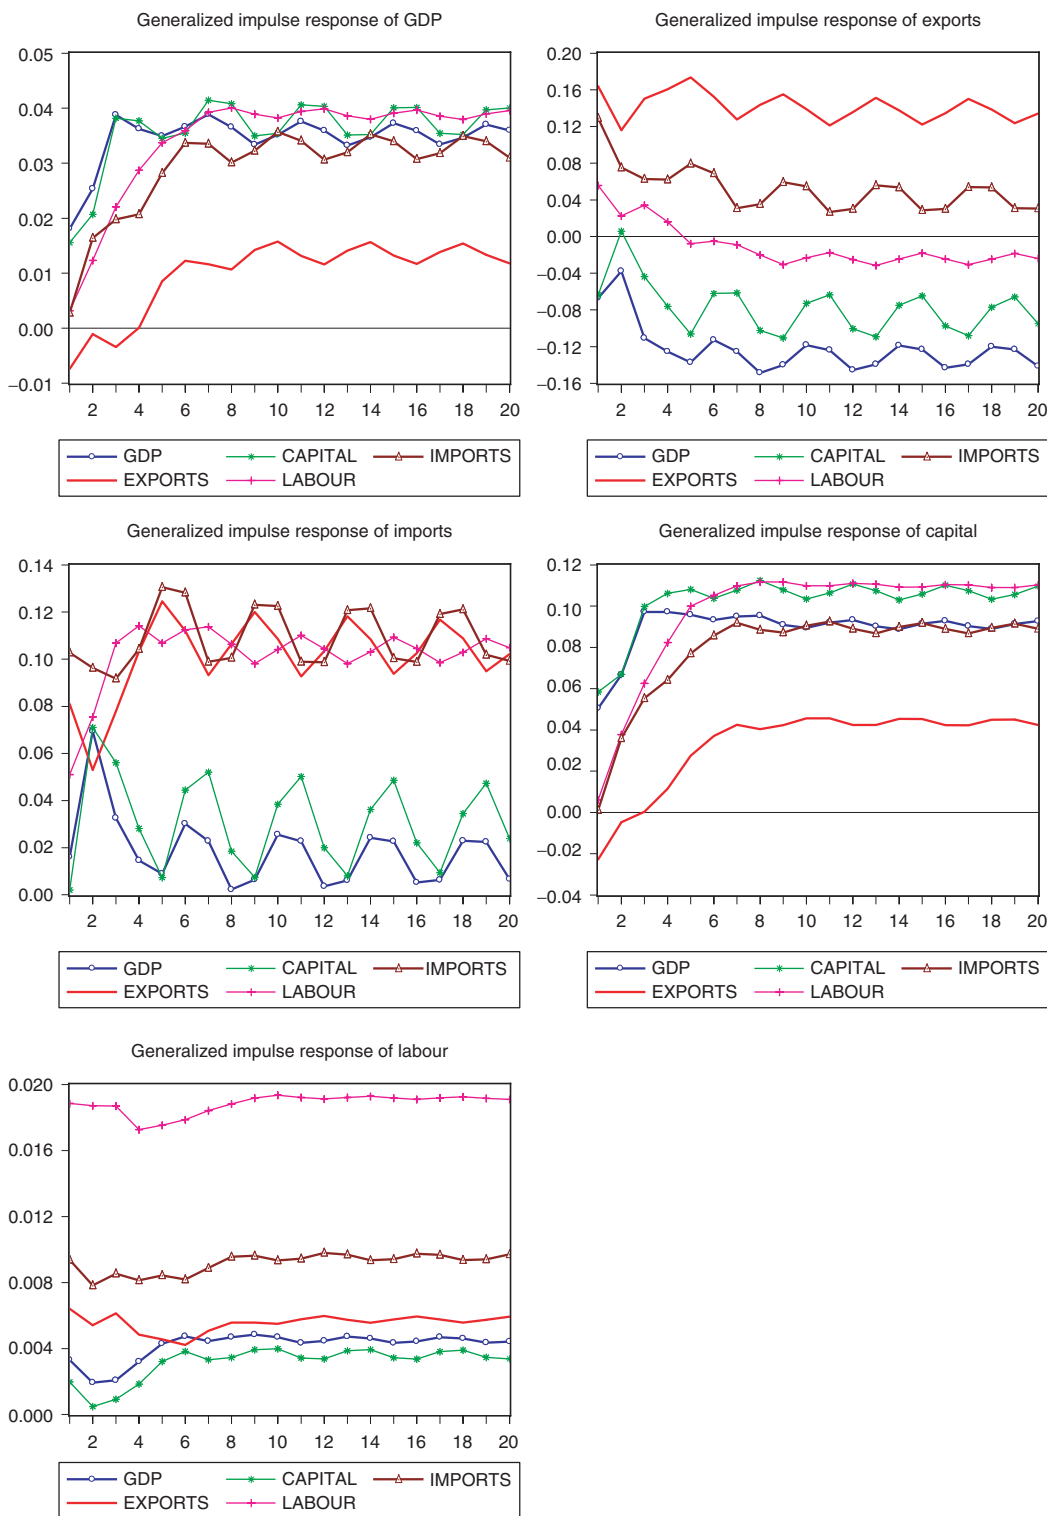 Generalized impulse response of GDP
0.05
0.04
0.03
0.02
0.01
0.00
−0.01
2 4 6 8 10 12 14 16 18 20
GDP CAPITAL IMPORTS
EXPORTS LABOUR
Generalized impulse response of exports
0.20
0.16
0.12
0.08
0.04
0.00
−0.04
−0.08
−0.12
−0.16
2 4 6 8 10 12 14 16 18 20
GDP CAPITAL IMPORTS
EXPORTS LABOUR
Generalized impulse response of imports
0.14
0.12
0.10
0.08
0.06
0.04
0.02
0.00
2 4 6 8 10 12 14 16 18 20
GDP CAPITAL IMPORTS
EXPORTS LABOUR
Generalized impulse response of capital
0.12
0.10
0.08
0.06
0.04
0.02
0.00
−0.02
−0.04
2 4 6 8 10 12 14 16 18 20
GDP CAPITAL IMPORTS
EXPORTS LABOUR
Generalized impulse response of labour
0.020
0.016
0.012
0.008
0.004
0.000
2 4 6 8 10 12 14 16 18 20
GDP CAPITAL IMPORTS
EXPORTS LABOUR